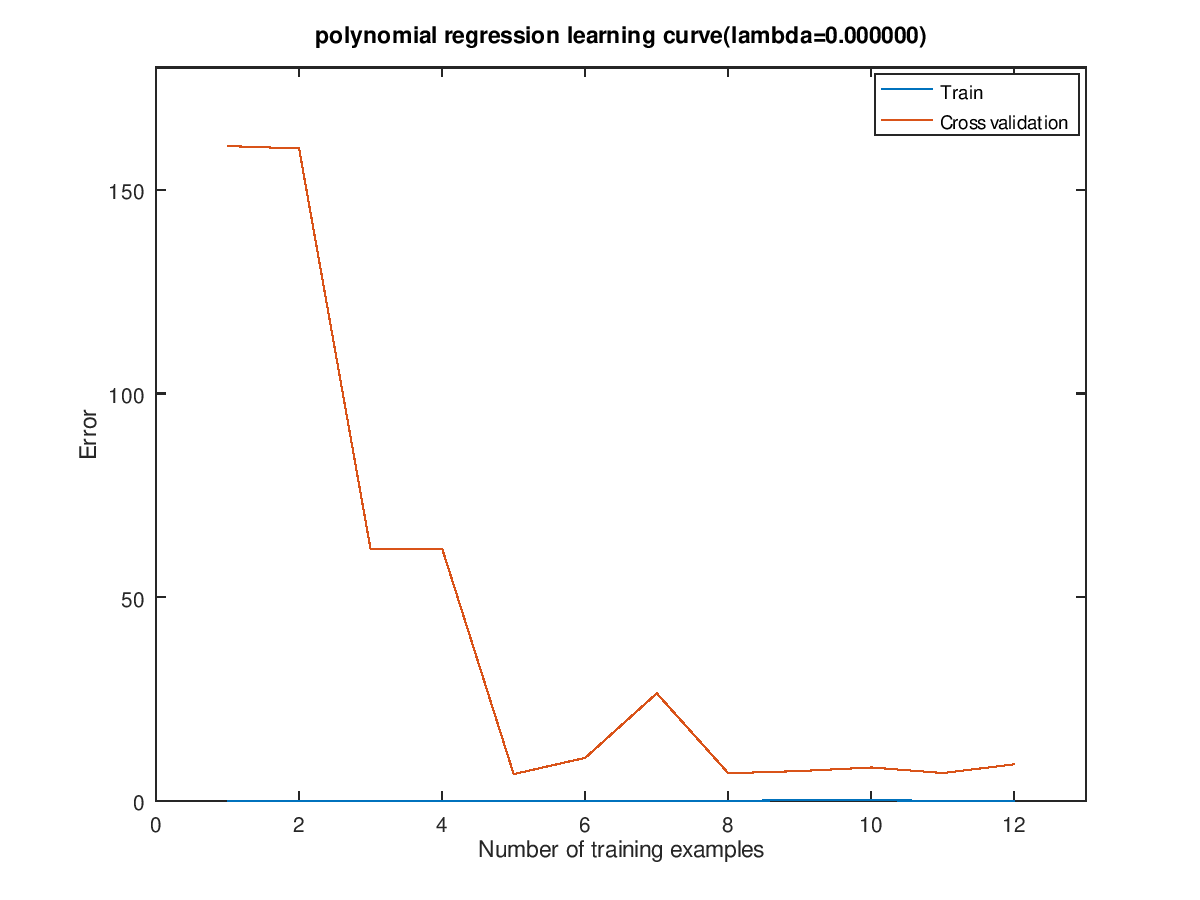 polynomial regression learning curve(lambda=0.000000)
Train
Cross validation
150
100
50
0
Error
0 2 4 6 8 10 12
Number of training examples